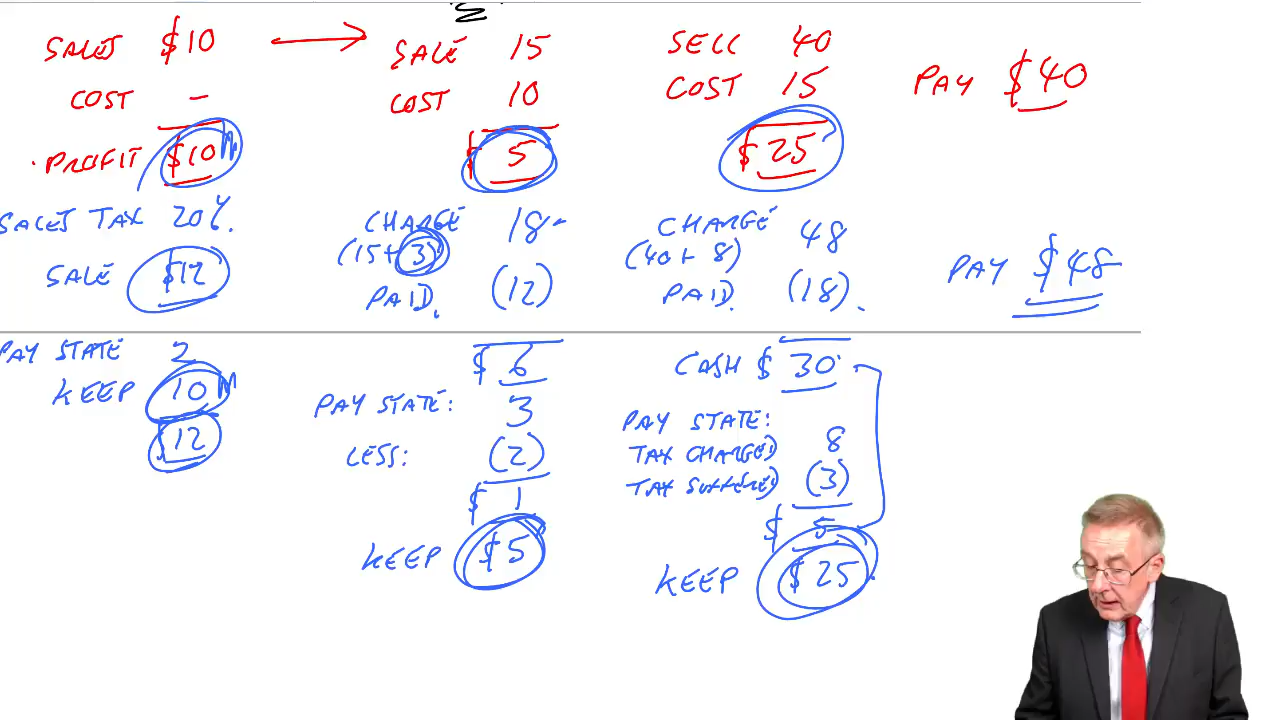 SALES $10
COST -
PROFIT $10
SALES TAX 20%.
SALE $12
PAY STATE 2
KEEP 10
12
SALE 15
COST 10
$ 5
CHARGE 18
(15+3)
PAID. (12)
$ 6
PAY STATE: 3
LESS: (2)
$ 1
KEEP $5
SELL 40
COST 15
$25
CHARGE 48
(40+8)
PAID. (18).
CASH $30
PAY STATE:
TAX CHARGED 8
TAX SUFFERED (3)
$ 5
KEEP $25
PAY $40
PAY $48